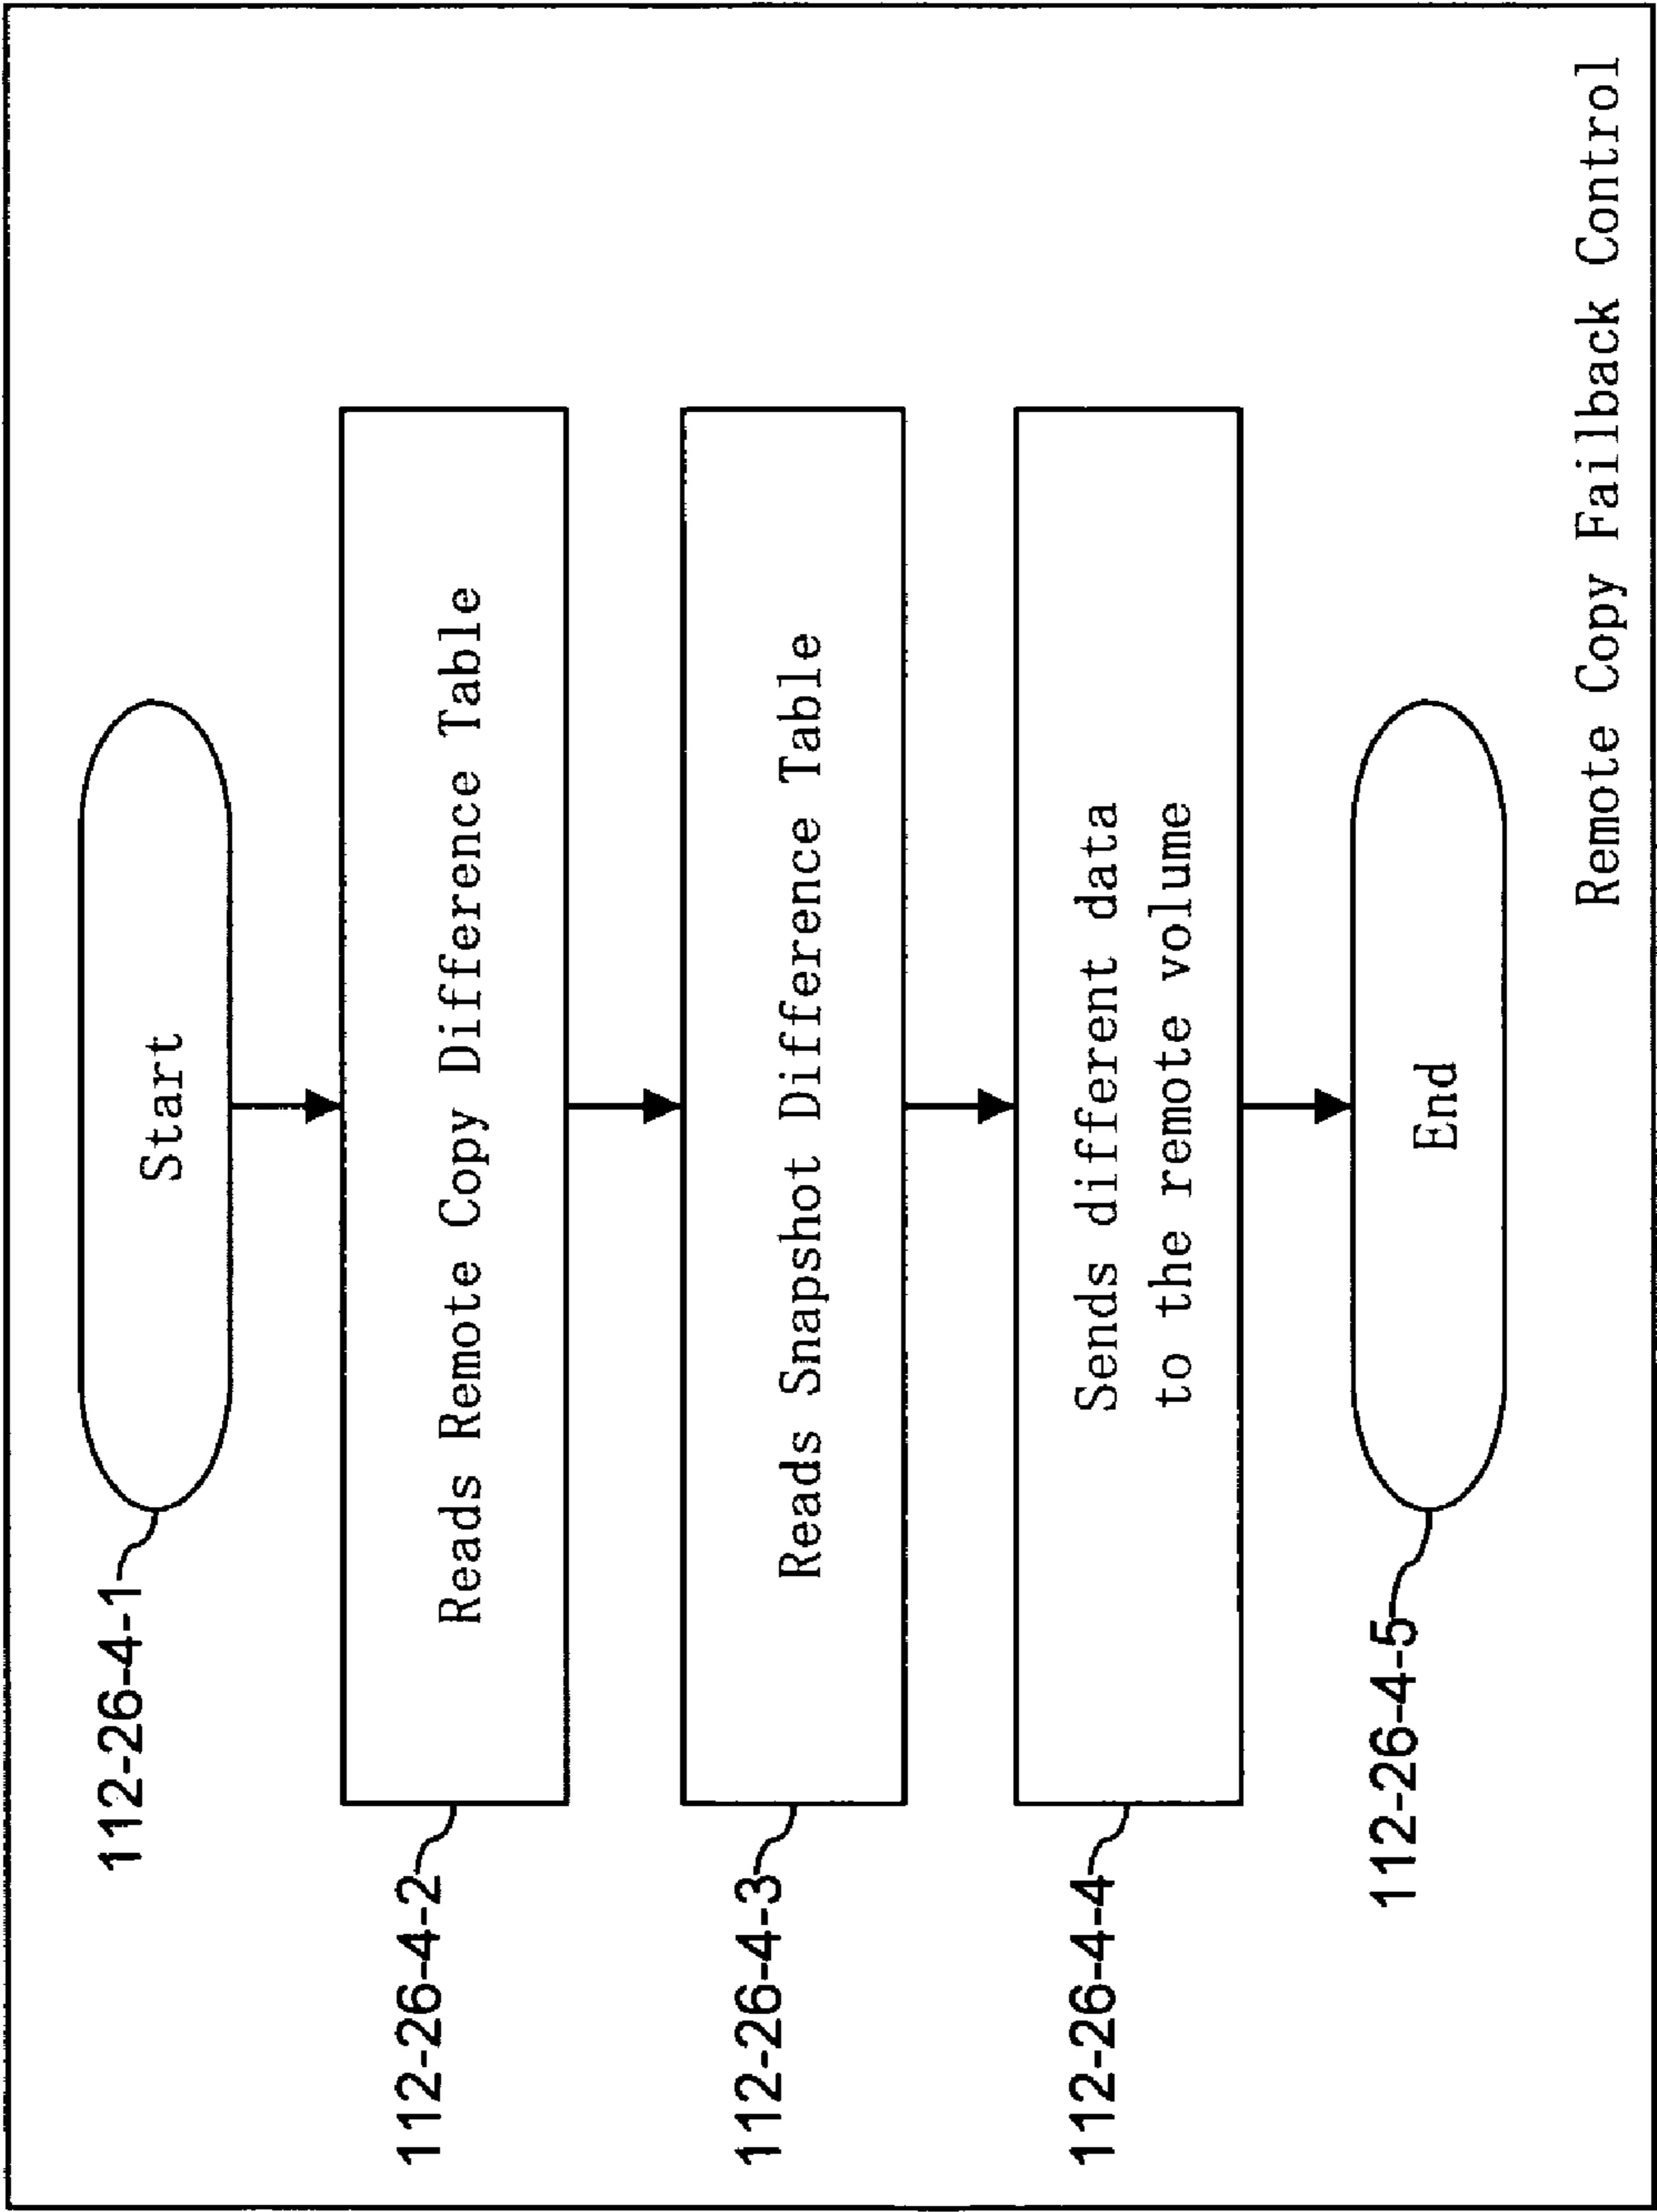 112-26-4-1
Start
112-26-4-2
Reads Remote Copy Difference Table
112-26-4-3
Reads Snapshot Difference Table
112-26-4-4
Sends different data
to the remote volume
112-26-4-5
End
Remote Copy Failback Control